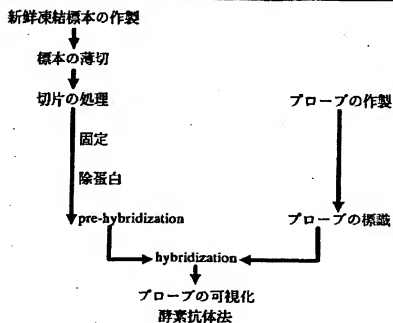 新鮮凍結標本の作製
標本の薄切
切片の処理
プローブの作製
固定
除蛋白
pre-hybridization
プローブの標識
hybridization
プローブの可視化
酵素抗体法